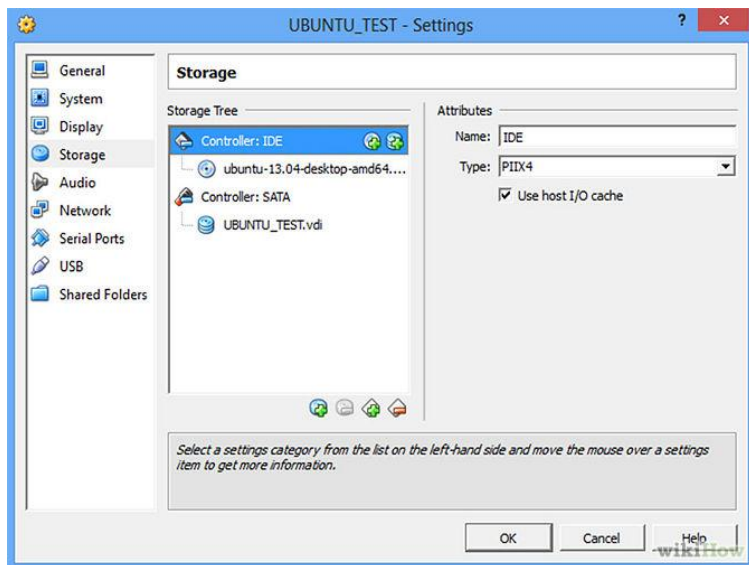 UBUNTU_TEST - Settings
?
×
General
System
Display
Storage
Audio
Network
Serial Ports
USB
Shared Folders
Storage
Storage Tree
Controller: IDE
ubuntu-13.04-desktop-amd64....
Controller: SATA
UBUNTU_TEST.vdi
Attributes
Name: IDE
Type: PIIX4
Use host I/O cache
Select a settings category from the list on the left-hand side and move the mouse over a settings
item to get more information.
OK
Cancel
Help
wikiHow